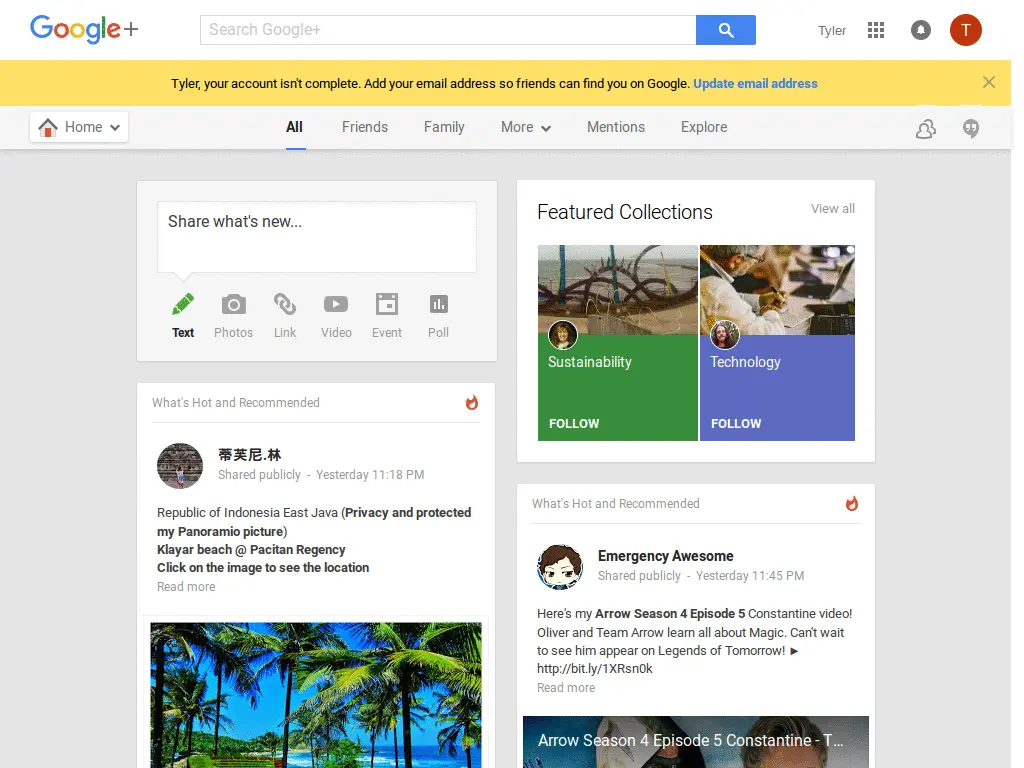 Google+
Search Google+
Tyler
T
Tyler, your account isn't complete. Add your email address so friends can find you on Google. Update email address
Home
All
Friends
Family
More
Mentions
Explore
Share what's new...
Text
Photos
Link
Video
Event
Poll
What's Hot and Recommended
蒂芙尼.林
Shared publicly - Yesterday 11:18 PM
Republic of Indonesia East Java (Privacy and protected
my Panoramio picture)
Klayar beach @ Pacitan Regency
Click on the image to see the location
Read more
Featured Collections
View all
Sustainability
FOLLOW
Technology
FOLLOW
What's Hot and Recommended
Emergency Awesome
Shared publicly - Yesterday 11:45 PM
Here's my Arrow Season 4 Episode 5 Constantine video!
Oliver and Team Arrow learn all about Magic. Can't wait
to see him appear on Legends of Tomorrow! ►
http://bit.ly/1XRsn0k
Read more
Arrow Season 4 Episode 5 Constantine - T...